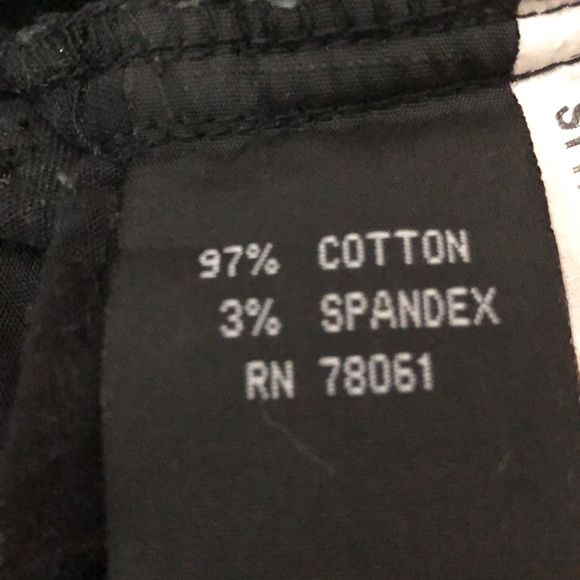 97% COTTON
3% SPANDEX
RN 78061